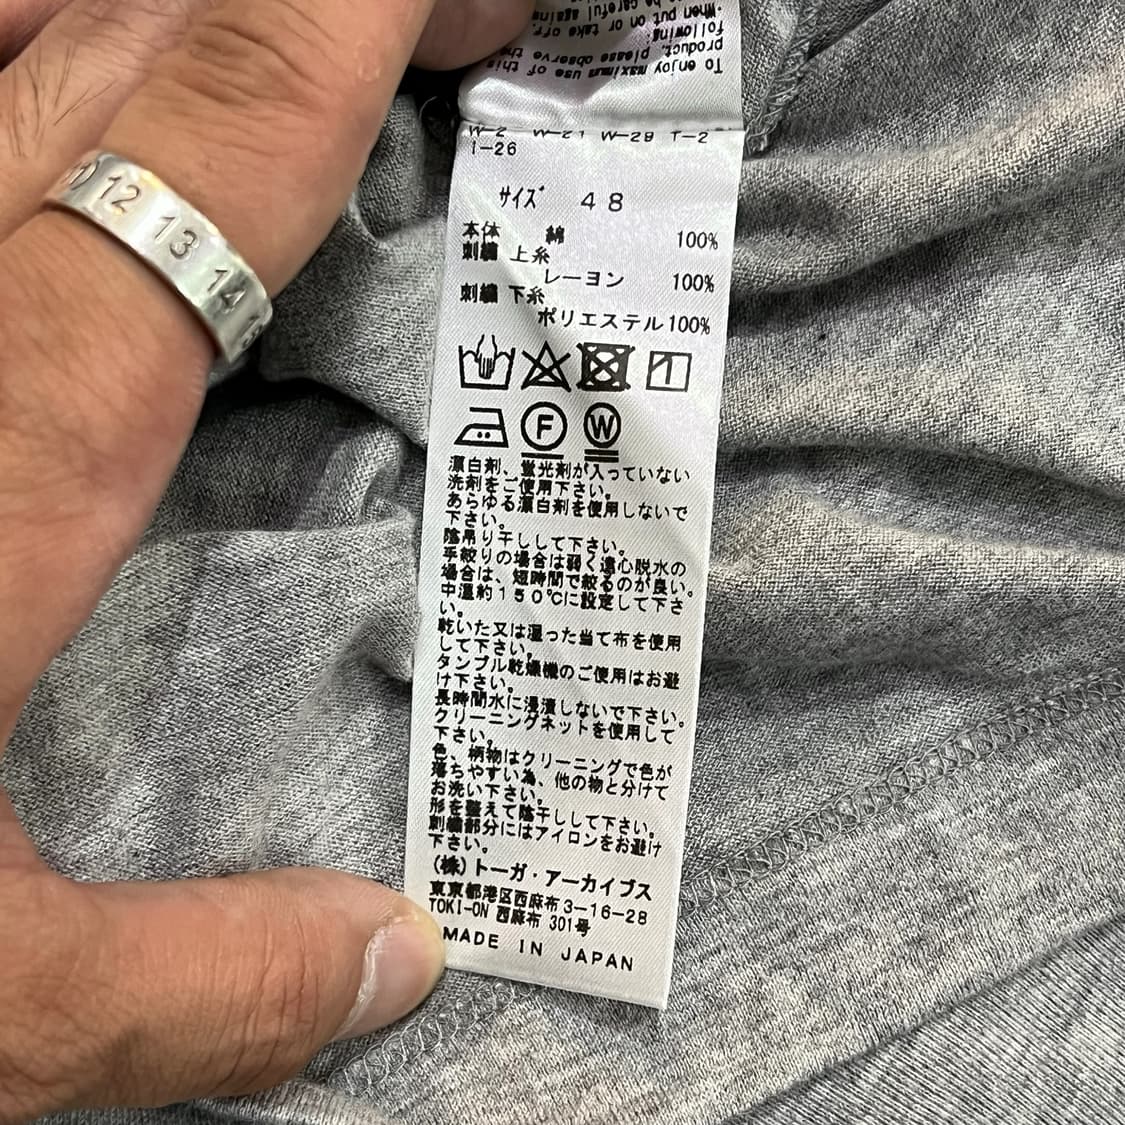 To enjoy maximum use of this
product, please observe the
following:
·When put on or take off,
be careful again
W-2 W-21 W-29 T-2
T-26
サイズ 48
本体 綿 100%
刺繍 上糸
レーヨン 100%
刺繍 下糸
ポリエステル 100%
F W
漂白剤、蛍光剤が入っていない
洗剤をご使用下さい。
あらゆる漂白剤を使用しないで
下さい。
陰吊り干しして下さい。
手絞りの場合は弱く遠心脱水の
場合は、短時間で絞るのが良い。
中温約150℃に設定して下さ
い。
乾いた又は湿った当て布を使用
して下さい。
タンブル乾燥機のご使用はお避
け下さい。
長時間水に浸漬しないで下さい。
クリーニングネットを使用して
下さい。
色、柄物はクリーニングで色が
落ちやすい為、他の物と分けて
お洗い下さい。
形を整えて陰干しして下さい。
刺繍部分にはアイロンをお避け
下さい。
(株)トーガ・アーカイブス
東京都港区西麻布3-16-28
TOKI-ON 西麻布 301号
MADE IN JAPAN
12 13 14